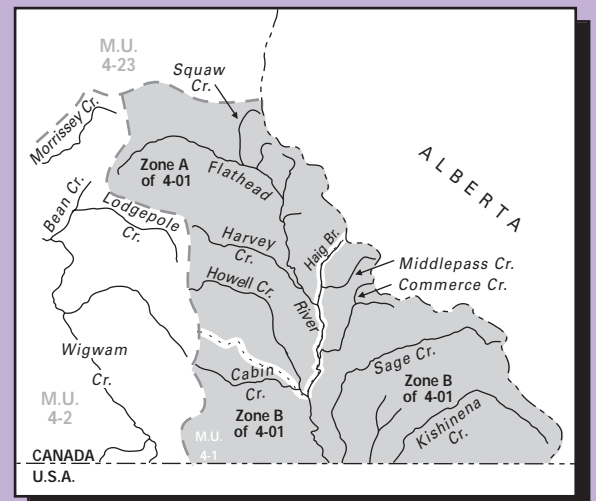 M.U.
4-23
Squaw
Cr.
Morrissey Cr.
ALBERTA
Zone A
of 4-01
Flathead
Bean Cr.
Lodgepole
Cr.
Harvey
Cr.
Haig Br.
Middlepass Cr.
Howell Cr.
Commerce Cr.
River
Wigwam
Cr.
Sage Cr.
Cabin
Cr.
Zone B
of 4-01
M.U.
4-2
Zone B
of 4-01
Kishinena
Cr.
M.U.
4-1
CANADA
U.S.A.